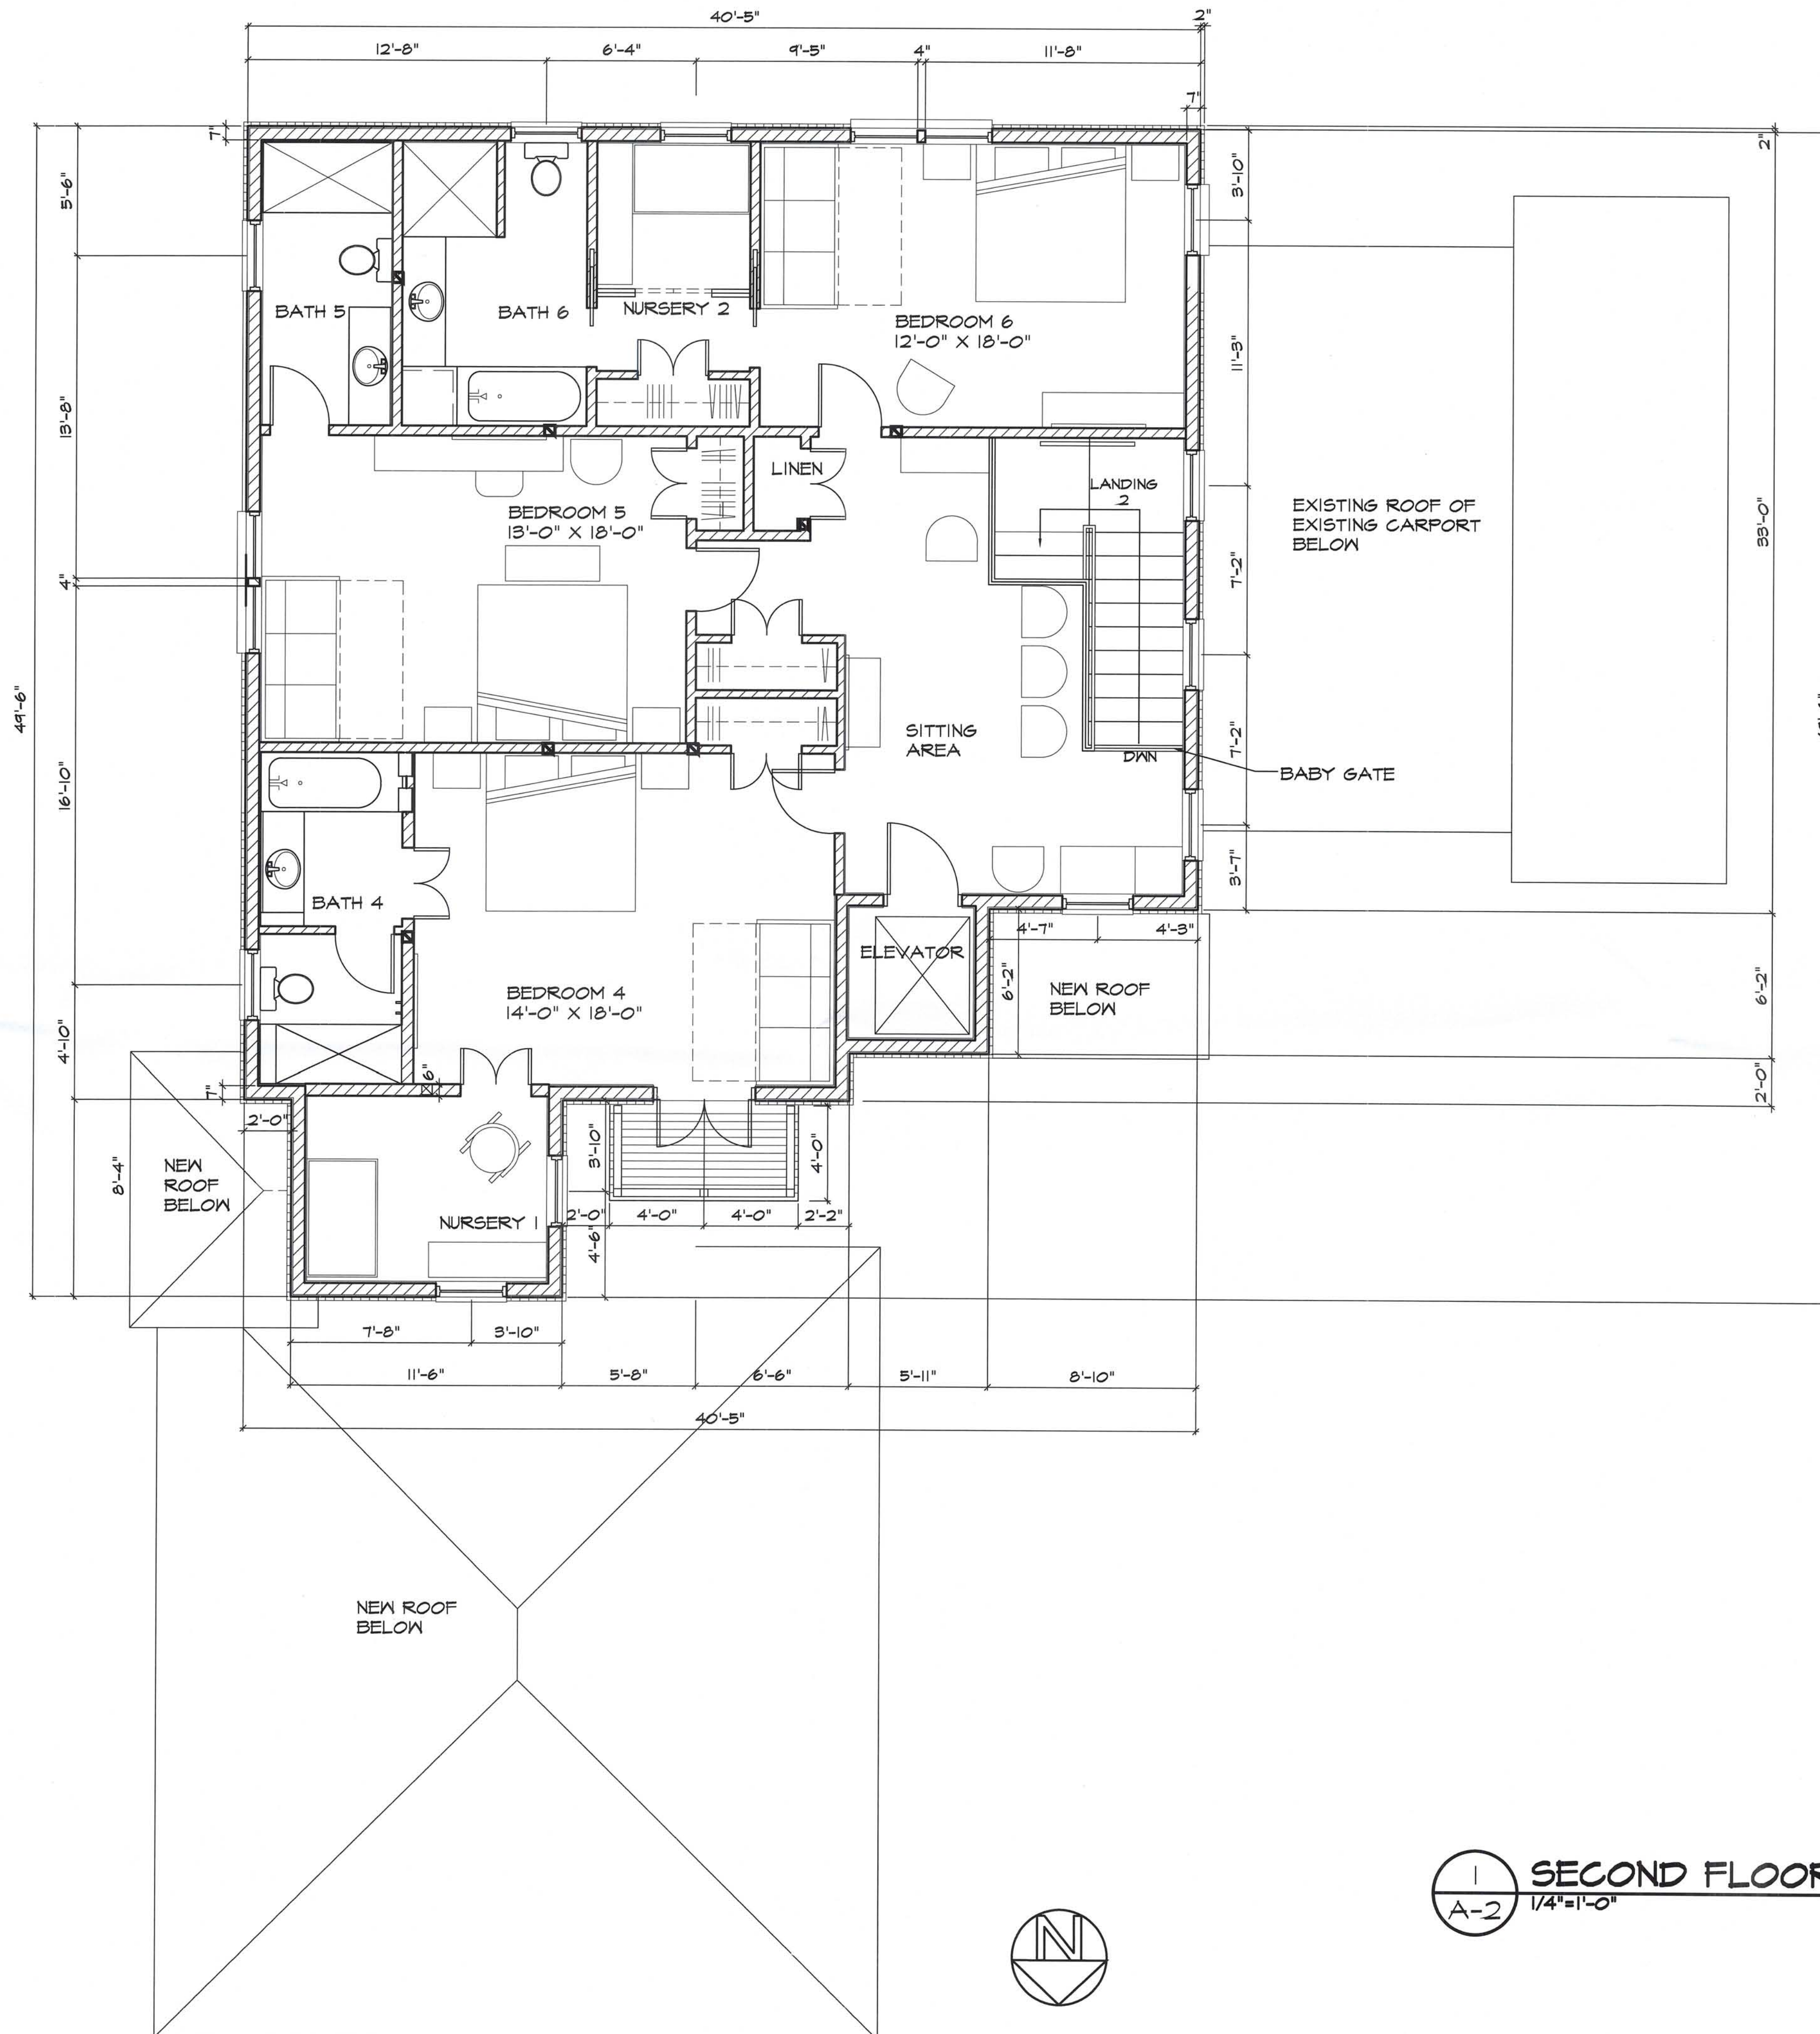 40'-5"
2"
12'-8"
6'-4"
9'-5"
4"
11'-8"
7"
7"
2"
5'-6"
3'-10"
BATH 5
BATH 6
NURSERY 2
BEDROOM 6
12'-0" X 18'-0"
11'-3"
13'-8"
LINEN
LANDING
2
BEDROOM 5
13'-0" X 18'-0"
EXISTING ROOF OF
EXISTING CARPORT
BELOW
33'-0"
4"
7'-2"
49'-6"
SITTING
AREA
7'-2"
DWN
BABY GATE
16'-10"
3'-7"
BATH 4
4'-7"
4'-3"
ELEVATOR
6'-2"
NEW ROOF
BELOW
6'-2"
BEDROOM 4
14'-0" X 18'-0"
4'-10"
6"
7"
2'-0"
2'-0"
3'-10"
4'-0"
8'-4"
NEW
ROOF
BELOW
NURSERY 1
2'-0"
4'-0"
4'-0"
2'-2"
4'-6"
7'-8"
3'-10"
11'-6"
5'-8"
6'-6"
5'-11"
8'-10"
40'-5"
NEW ROOF
BELOW
1
SECOND FLOOR
A-2
1/4"=1'-0"
N